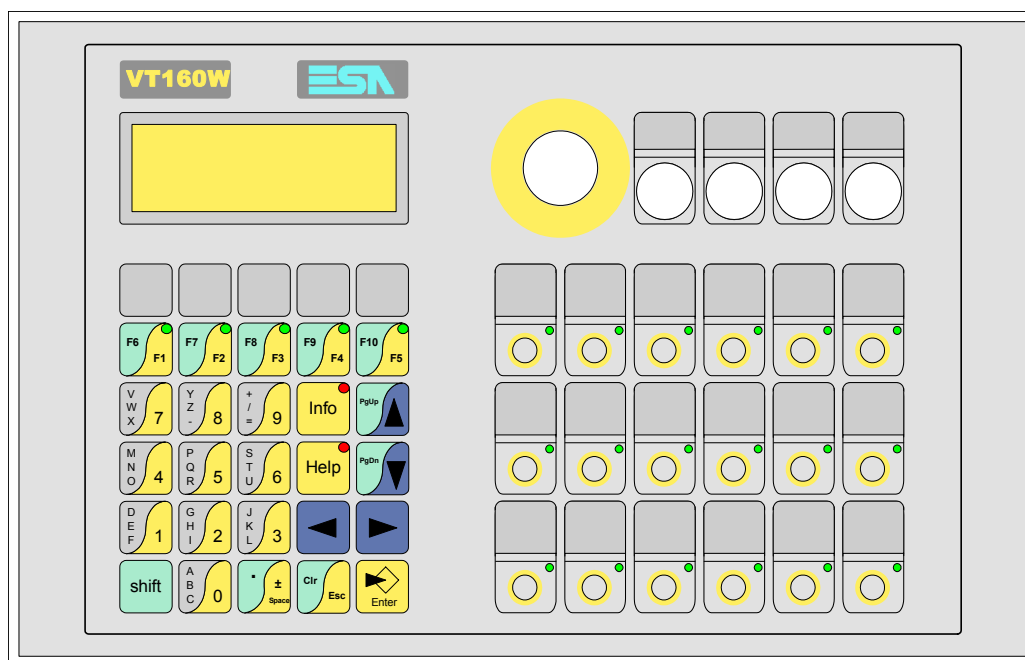 VT160W ESA
F6 F1 F7 F2 F8 F3 F9 F4 F10 F5
V W X 7 Y Z - 8 + / = 9 Info PgUp
M N O 4 P Q R 5 S T U 6 Help PgDn
D E F 1 G H I 2 J K L 3
shift A B C 0 . ± Space Clr Esc Enter